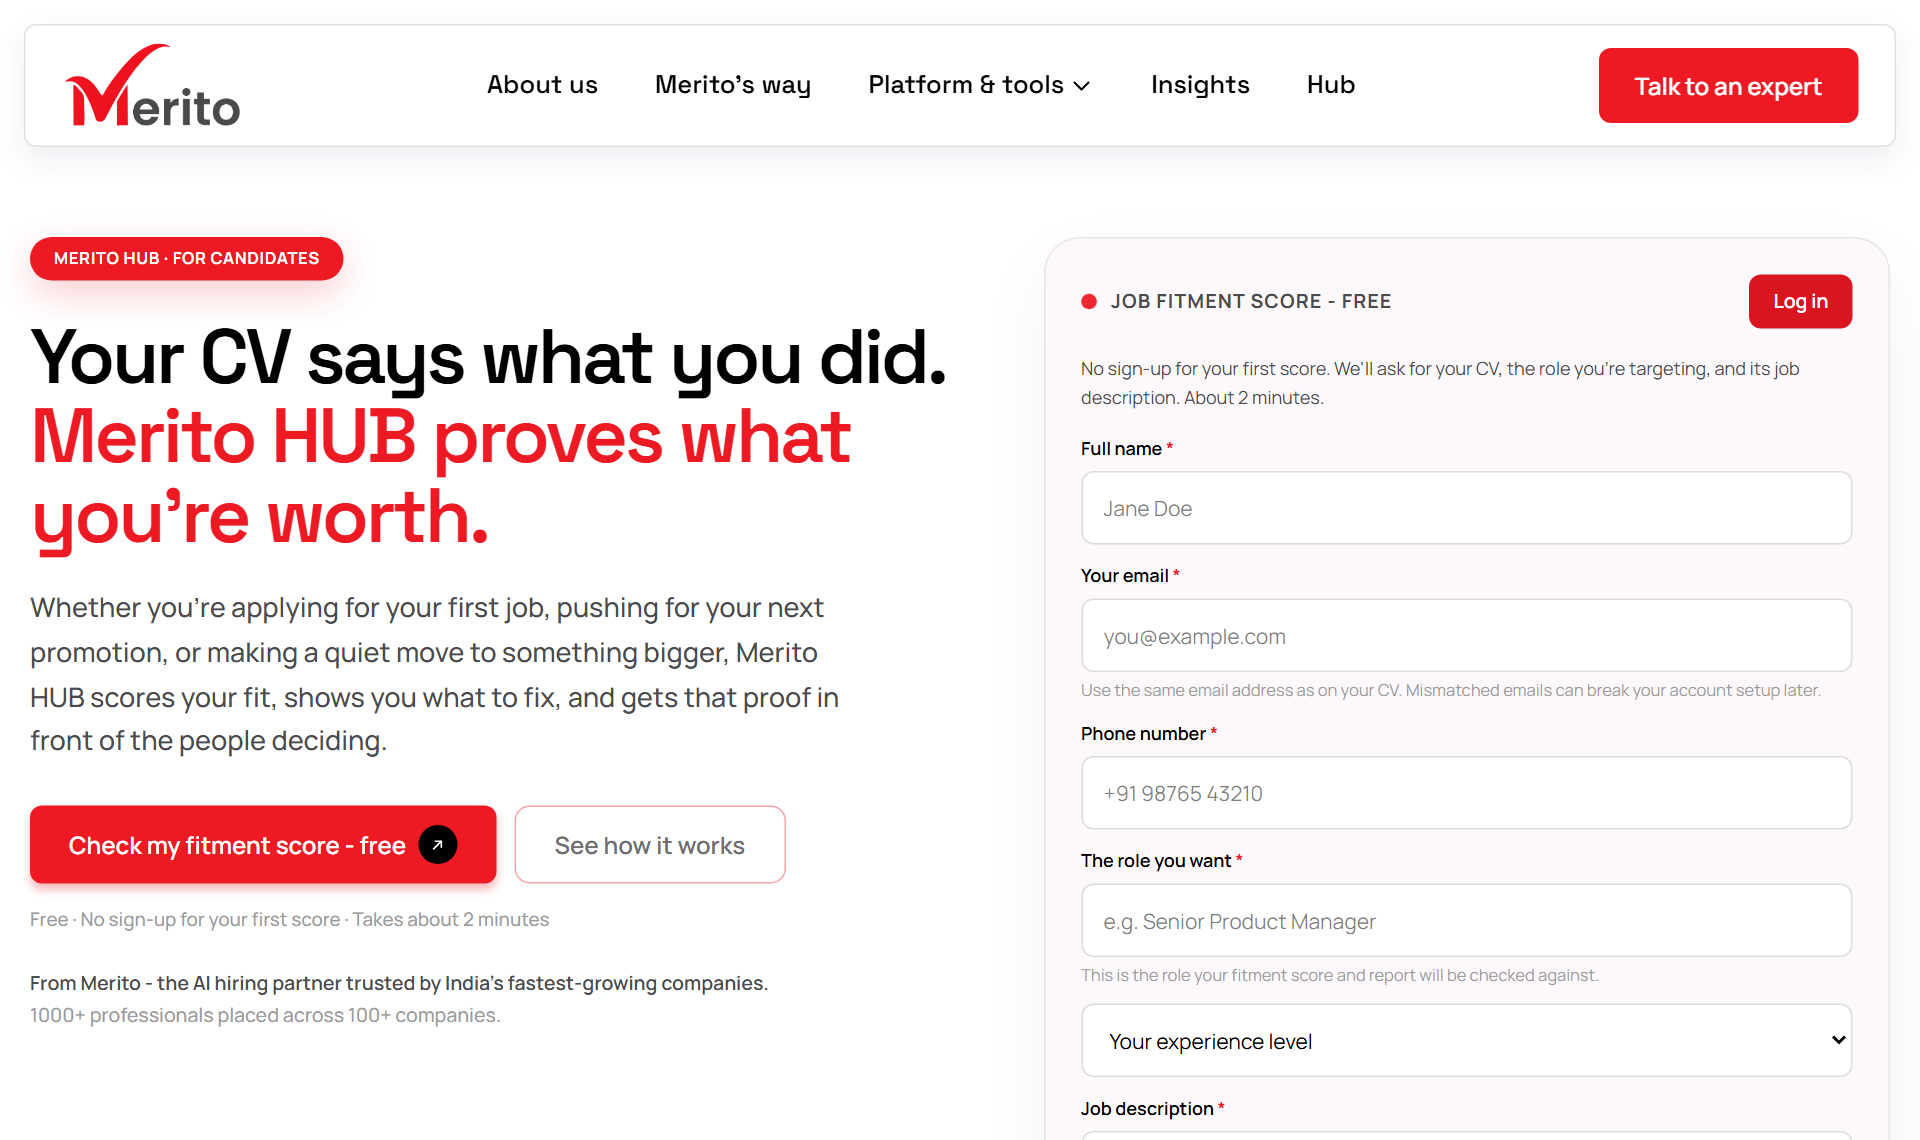 Merito
About us
Merito's way
Platform & tools
Insights
Hub
Talk to an expert
MERITO HUB · FOR CANDIDATES
Your CV says what you did.
Merito HUB proves what
you’re worth.
Whether you’re applying for your first job, pushing for your next
promotion, or making a quiet move to something bigger, Merito
HUB scores your fit, shows you what to fix, and gets that proof in
front of the people deciding.
Check my fitment score - free
See how it works
Free · No sign-up for your first score · Takes about 2 minutes
From Merito - the AI hiring partner trusted by India’s fastest-growing companies.
1000+ professionals placed across 100+ companies.
JOB FITMENT SCORE - FREE
Log in
No sign-up for your first score. We'll ask for your CV, the role you’re targeting, and its job
description. About 2 minutes.
Full name *
Jane Doe
Your email *
you@example.com
Use the same email address as on your CV. Mismatched emails can break your account setup later.
Phone number *
+91 98765 43210
The role you want *
e.g. Senior Product Manager
This is the role your fitment score and report will be checked against.
Your experience level
Job description *